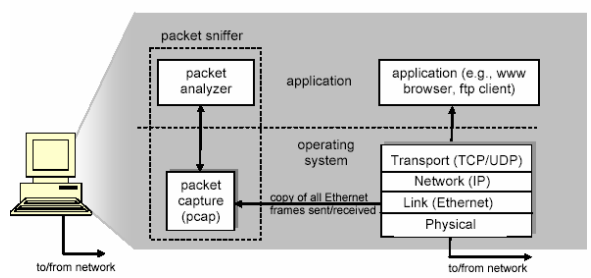 packet sniffer
packet
analyzer
application
application (e.g., www
browser, ftp client)
operating
system
packet
capture
(pcap)
copy of all Ethernet
frames sent/received
Transport (TCP/UDP)
Network (IP)
Link (Ethernet)
Physical
to/from network
to/from network